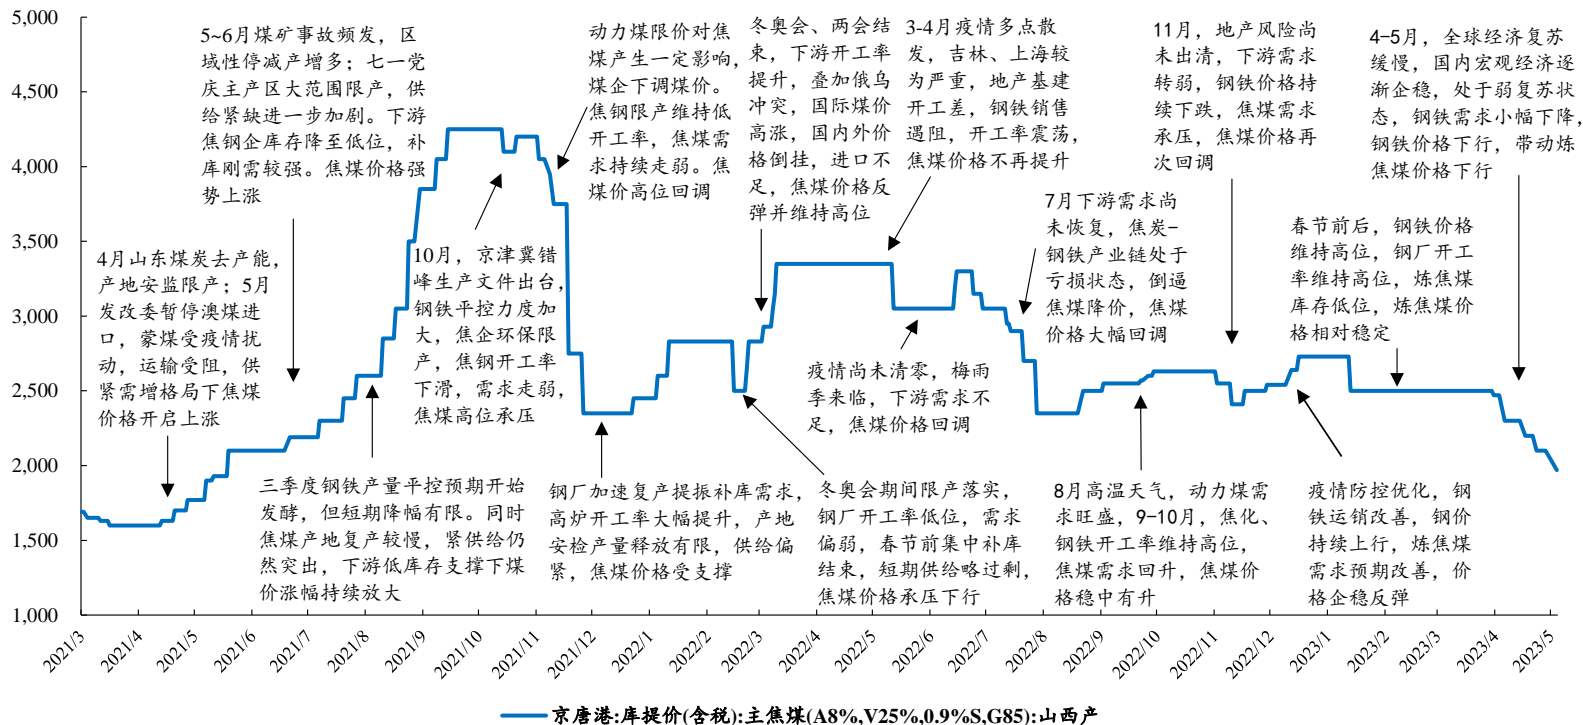 5,000
4,500
4,000
3,500
3,000
2,500
2,000
1,500
1,000
5~6月煤矿事故频发，区
域性停减产增多；七一党
庆主产区大范围限产，供
给紧缺进一步加剧。下游
焦钢企库存降至低位，补
库刚需较强。焦煤价格强
势上涨
动力煤限价对焦
煤产生一定影响，
煤企下调煤价。
焦钢限产维持低
开工率，焦煤需
求持续走弱。焦
煤价高位回调
冬奥会、两会结
束，下游开工率
提升，叠加俄乌
冲突，国际煤价
高涨，国内外价
格倒挂，进口不
足，焦煤价格反
弹并维持高位
3-4月疫情多点散
发，吉林、上海较
为严重，地产基建
开工差，钢铁销售
遇阻，开工率震荡，
焦煤价格不再提升
11月，地产风险尚
未出清，下游需求
转弱，钢铁价格持
续下跌，焦煤需求
承压，焦煤价格再
次回调
4-5月，全球经济复苏
缓慢，国内宏观经济逐
渐企稳，处于弱复苏状
态，钢铁需求小幅下降，
钢铁价格下行，带动炼
焦煤价格下行
4月山东煤炭去产能，
产地安监限产；5月
发改委暂停澳煤进
口，蒙煤受疫情扰
动，运输受阻，供
紧需增格局下焦煤
价格开启上涨
10月，京津冀错
峰生产文件出台，
钢铁平控力度加
大，焦企环保限
产，焦钢开工率
下滑，需求走弱，
焦煤高位承压
7月下游需求尚
未恢复，焦炭-
钢铁产业链处于
亏损状态，倒逼
焦煤降价，焦煤
价格大幅回调
春节前后，钢铁价格
维持高位，钢厂开工
率维持高位，炼焦煤
库存低位，炼焦煤价
格相对稳定
疫情尚未清零，梅雨
季来临，下游需求不
足，焦煤价格回调
三季度钢铁产量平控预期开始
发酵，但短期降幅有限。同时
焦煤产地复产较慢，紧供给仍
然突出，下游低库存支撑下煤
价涨幅持续放大
钢厂加速复产提振补库需求，
高炉开工率大幅提升，产地
安检产量释放有限，供给偏
紧，焦煤价格受支撑
冬奥会期间限产落实，
钢厂开工率低位，需求
偏弱，春节前集中补库
结束，短期供给略过剩，
焦煤价格承压下行
8月高温天气，动力煤需
求旺盛，9-10月，焦化、
钢铁开工率维持高位，
焦煤需求回升，焦煤价
格稳中有升
疫情防控优化，钢
铁运销改善，钢价
持续上行，炼焦煤
需求预期改善，价
格企稳反弹
2021/3
2021/4
2021/5
2021/6
2021/7
2021/8
2021/9
2021/10
2021/11
2021/12
2022/1
2022/2
2022/3
2022/4
2022/5
2022/6
2022/7
2022/8
2022/9
2022/10
2022/11
2022/12
2023/1
2023/2
2023/3
2023/4
2023/5
京唐港:库提价(含税):主焦煤(A8%,V25%,0.9%S,G85):山西产